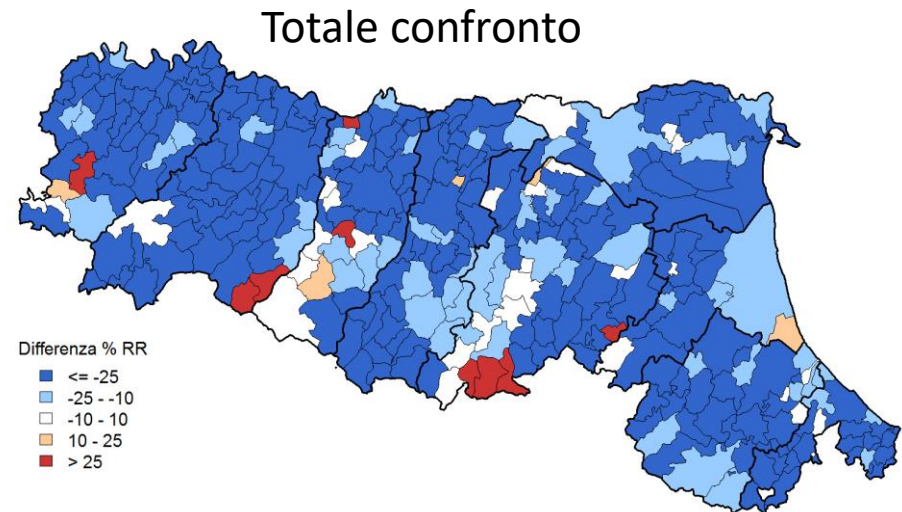 Totale confronto
Differenza % RR
<= -25
-25 - -10
-10 - 10
10 - 25
> 25